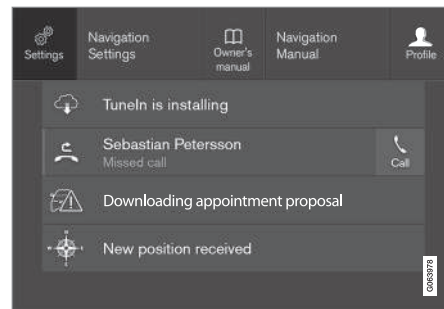 Settings
Navigation
Settings
Owner's
manual
Navigation
Manual
Profile
TuneIn is installing
Sebastian Petersson
Missed call
Call
Downloading appointment proposal
New position received
G063978